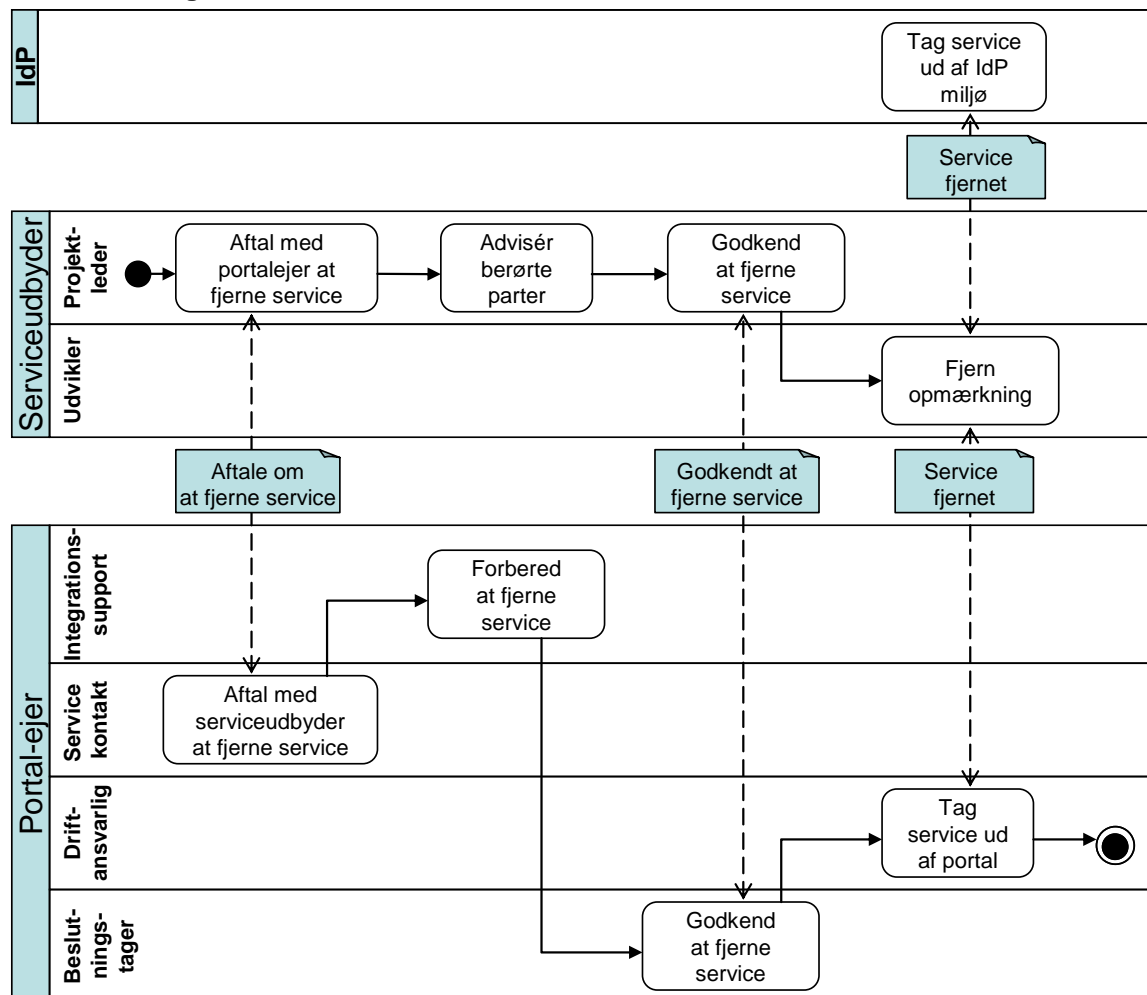 IdP
Tag service
ud af IdP
miljø
Service
fjernet
Serviceudbyder
Projekt-
leder
Aftal med
portalejer at
fjerne service
Advisér
berørte
parter
Godkend
at fjerne
service
Udvikler
Fjern
opmærkning
Aftale om
at fjerne service
Godkendt at
fjerne service
Service
fjernet
Portal-ejer
Integrations-
support
Forbered
at fjerne
service
Service
kontakt
Aftal med
serviceudbyder
at fjerne service
Drift-
ansvarlig
Tag
service ud
af portal
Beslut-
nings-
tager
Godkend
at fjerne
service